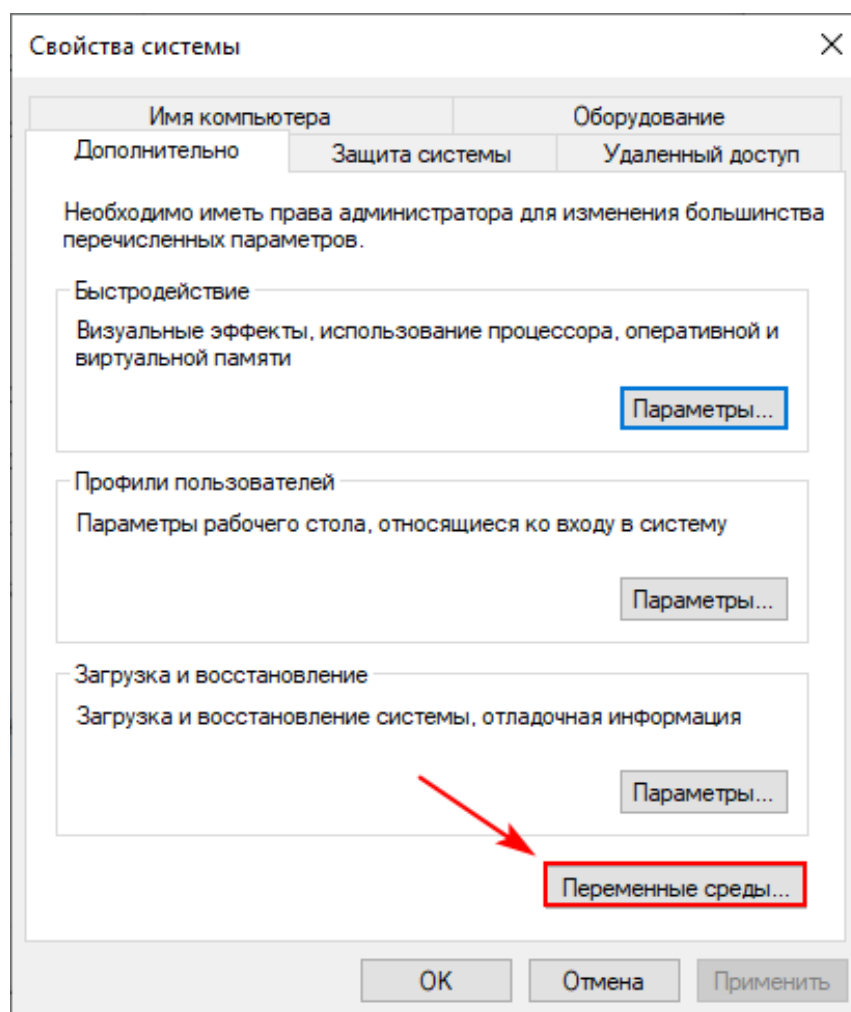 Свойства системы
Имя компьютера
Оборудование
Дополнительно
Защита системы
Удаленный доступ
Необходимо иметь права администратора для изменения большинства
перечисленных параметров.
Быстродействие
Визуальные эффекты, использование процессора, оперативной и
виртуальной памяти
Параметры...
Профили пользователей
Параметры рабочего стола, относящиеся ко входу в систему
Параметры...
Загрузка и восстановление
Загрузка и восстановление системы, отладочная информация
Параметры...
Переменные среды...
ОК
Отмена
Применить